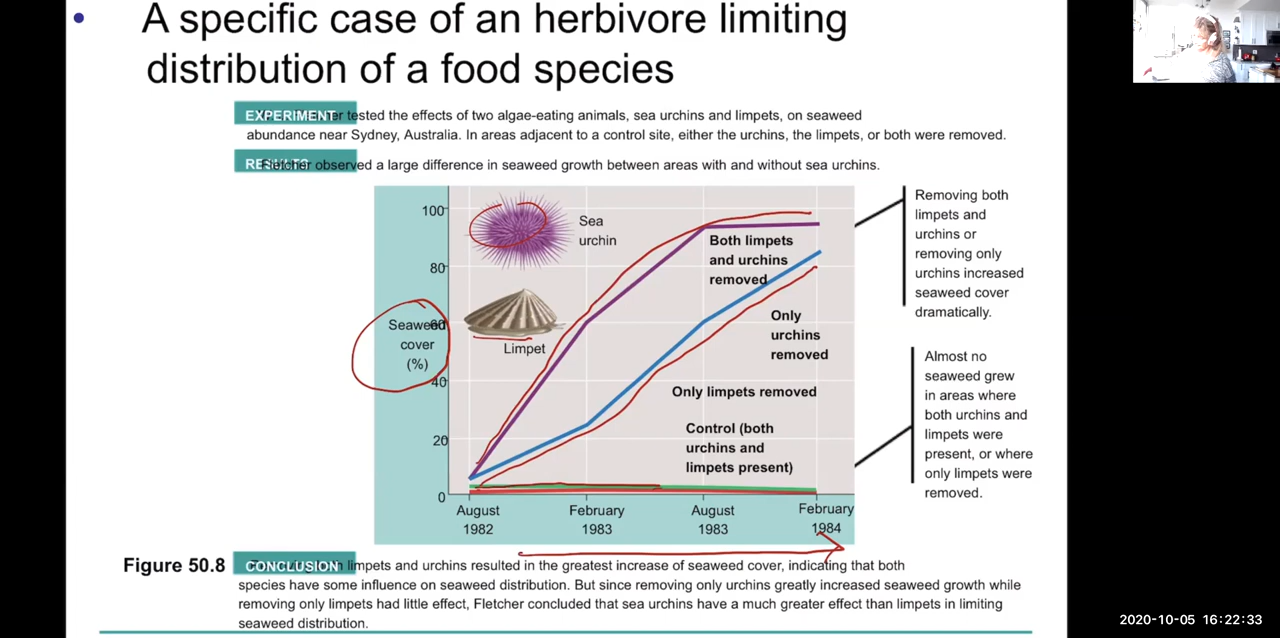 • A specific case of an herbivore limiting
distribution of a food species
EXPERIMENT tested the effects of two algae-eating animals, sea urchins and limpets, on seaweed
abundance near Sydney, Australia. In areas adjacent to a control site, either the urchins, the limpets, or both were removed.
RESULTS observed a large difference in seaweed growth between areas with and without sea urchins.
100
80
60
40
20
0
Seaweed
cover
(%)
Sea
urchin
Limpet
Both limpets
and urchins
removed
Only
urchins
removed
Only limpets removed
Control (both
urchins and
limpets present)
August
1982
February
1983
August
1983
February
1984
Removing both
limpets and
urchins or
removing only
urchins increased
seaweed cover
dramatically.
Almost no
seaweed grew
in areas where
both urchins and
limpets were
present, or where
only limpets were
removed.
Figure 50.8
CONCLUSION limpets and urchins resulted in the greatest increase of seaweed cover, indicating that both
species have some influence on seaweed distribution. But since removing only urchins greatly increased seaweed growth while
removing only limpets had little effect, Fletcher concluded that sea urchins have a much greater effect than limpets in limiting
seaweed distribution.
2020-10-05 16:22:33